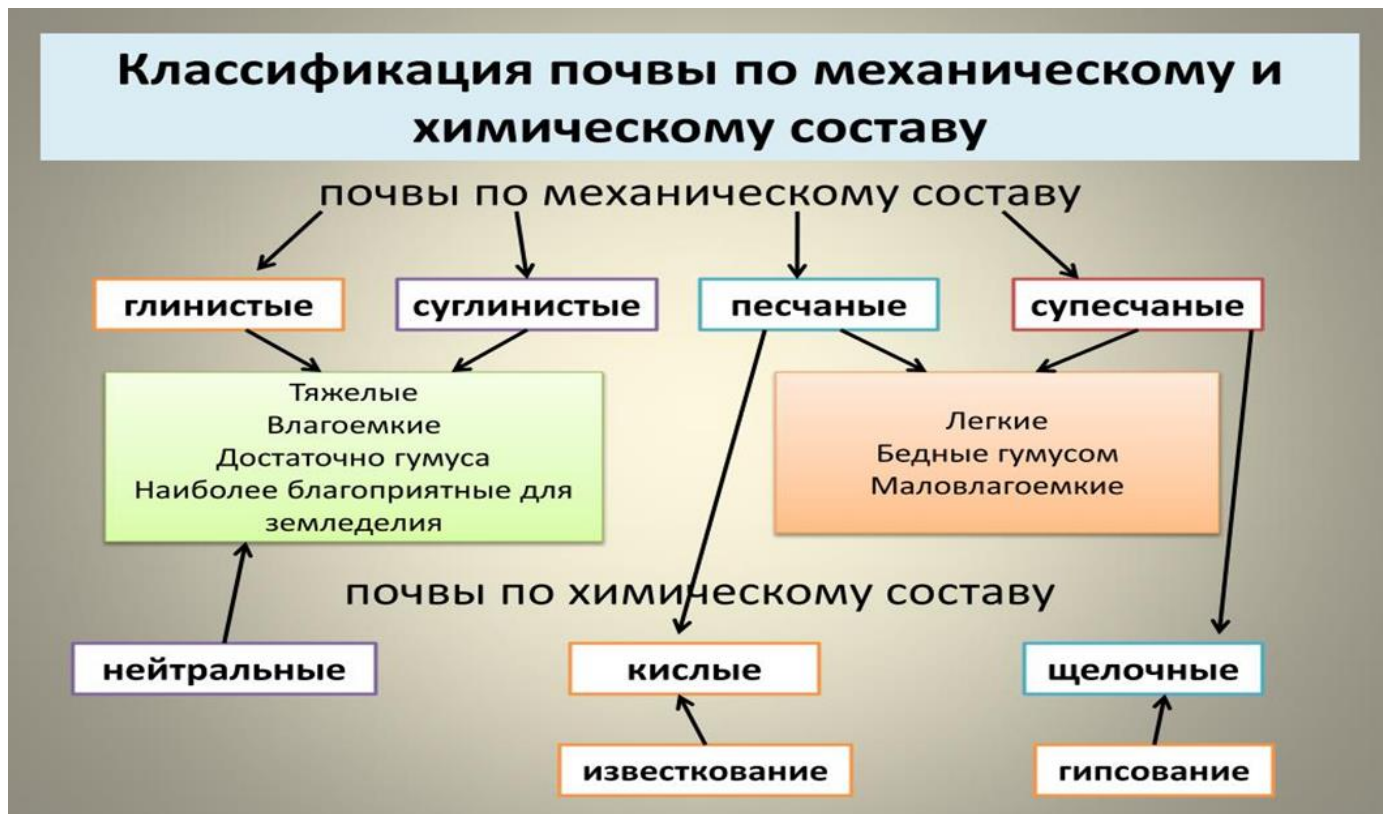 Классификация почвы по механическому и
химическому составу
почвы по механическому составу
глинистые
суглинистые
песчаные
супесчаные
Тяжелые
Влагоемкие
Достаточно гумуса
Наиболее благоприятные для
земледелия
Легкие
Бедные гумусом
Маловлагоемкие
почвы по химическому составу
нейтральные
кислые
щелочные
известкование
гипсование